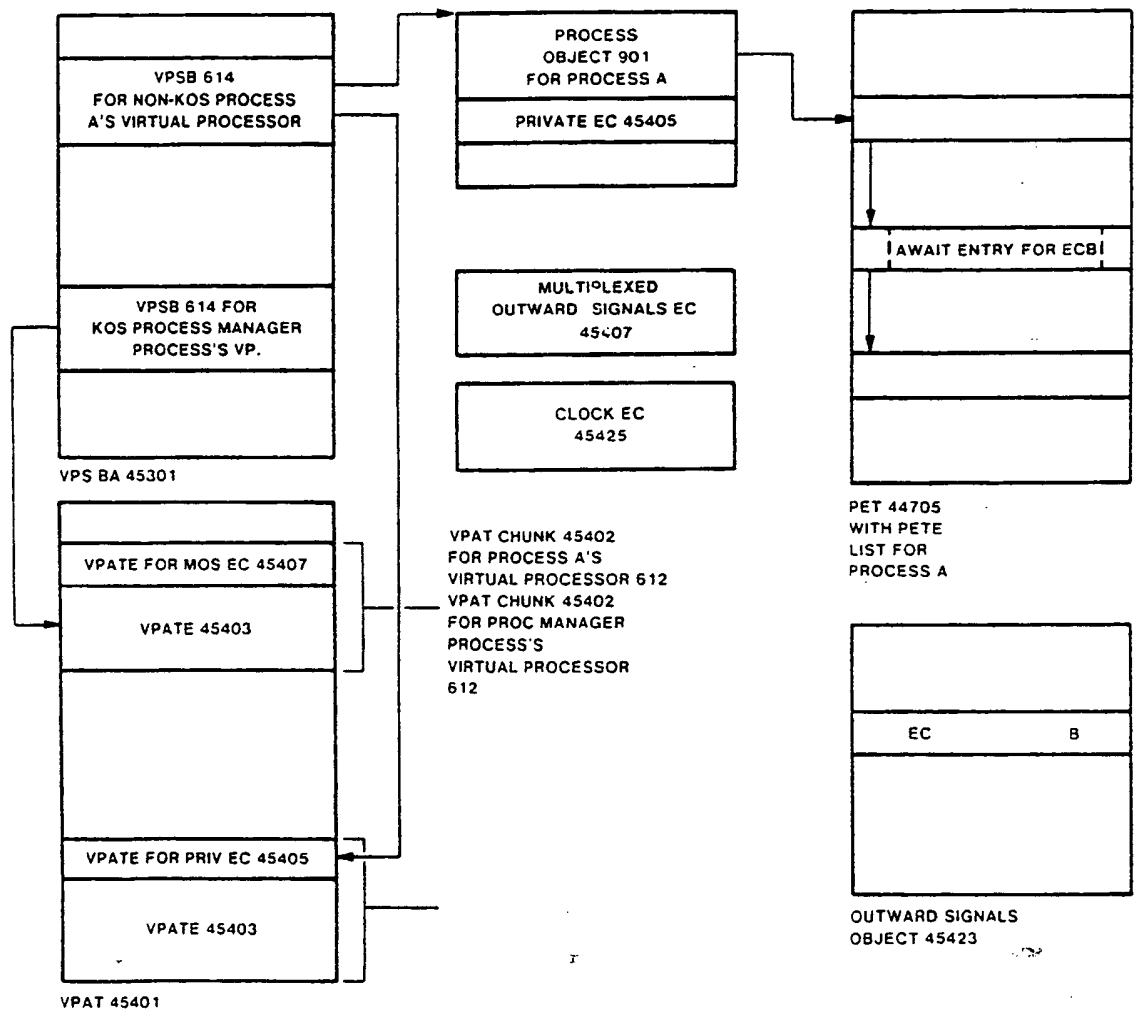 VPSB 614
FOR NON-KOS PROCESS
A'S VIRTUAL PROCESSOR
VPSB 614 FOR
KOS PROCESS MANAGER
PROCESS'S VP.
VPS BA 45301
PROCESS
OBJECT 901
FOR PROCESS A
PRIVATE EC 45405
MULTIPLEXED
OUTWARD SIGNALS EC
45407
CLOCK EC
45425
AWAIT ENTRY FOR ECB
PET 44705
WITH PETE
LIST FOR
PROCESS A
VPATE FOR MOS EC 45407
VPATE 45403
VPATE FOR PRIV EC 45405
VPATE 45403
VPAT 45401
VPAT CHUNK 45402
FOR PROCESS A'S
VIRTUAL PROCESSOR 612
VPAT CHUNK 45402
FOR PROC MANAGER
PROCESS'S
VIRTUAL PROCESSOR
612
EC B
OUTWARD SIGNALS
OBJECT 45423